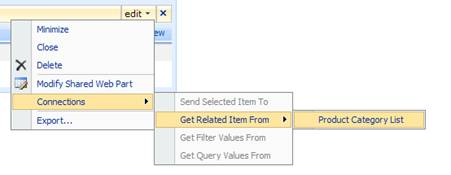 edit
ew
Minimize
Close
Delete
Modify Shared Web Part
Connections
Export...
Send Selected Item To
Get Related Item From
Product Category List
Get Filter Values From
Get Query Values From